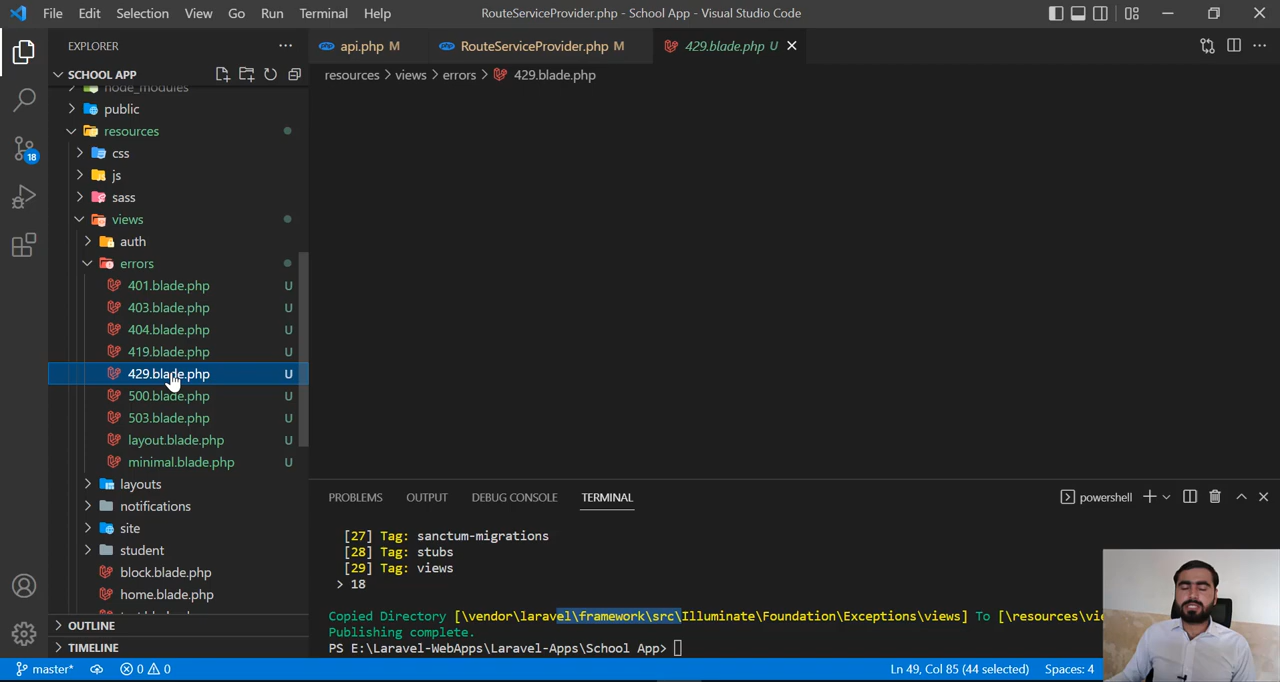 File Edit Selection View Go Run Terminal Help RouteServiceProvider.php - School App - Visual Studio Code
EXPLORER
api.php M RouteServiceProvider.php M 429.blade.php U
SCHOOL APP
resources > views > errors > 429.blade.php
node_modules
public
resources
css
js
18
sass
views
auth
errors
401.blade.php U
403.blade.php U
404.blade.php U
419.blade.php U
429.blade.php U
500.blade.php U
503.blade.php U
layout.blade.php U
minimal.blade.php U
layouts
notifications
site
student
block.blade.php
home.blade.php
OUTLINE
TIMELINE
PROBLEMS OUTPUT DEBUG CONSOLE TERMINAL powershell
[27] Tag: sanctum-migrations
[28] Tag: stubs
[29] Tag: views
> 18
Copied Directory [\vendor\laravel\framework\src\Illuminate\Foundation\Exceptions\views] To [\resources\vie
Publishing complete.
PS E:\Laravel-WebApps\Laravel-Apps\School App>
master* 0 0 Ln 49, Col 85 (44 selected) Spaces: 4